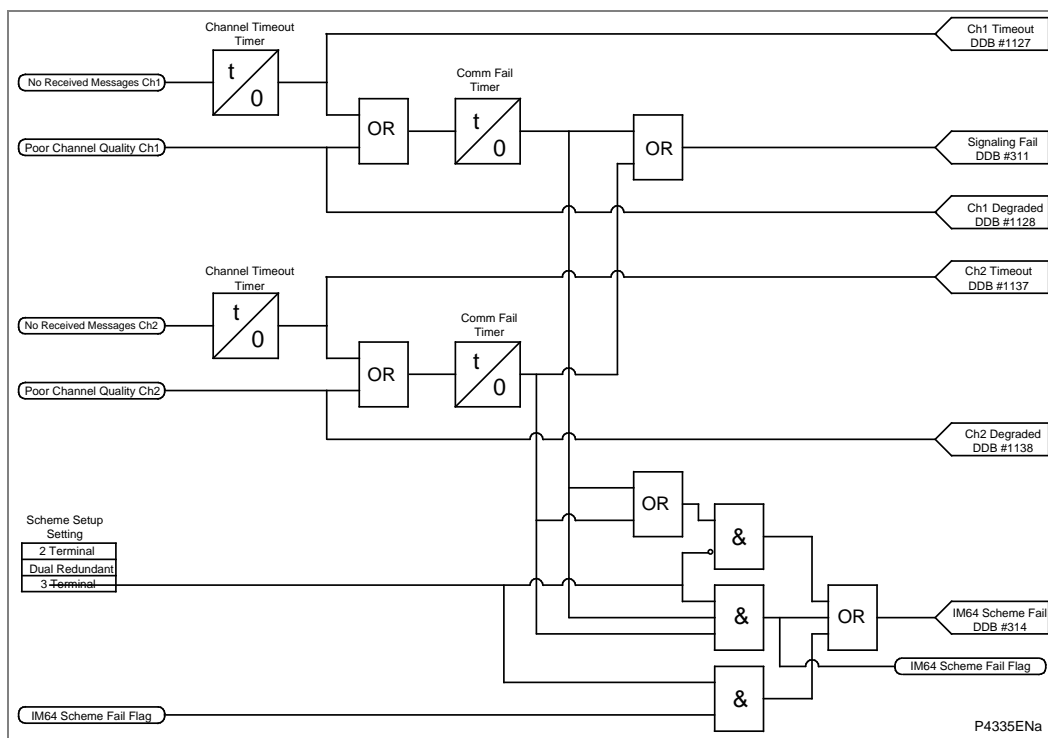 Channel Timeout
Timer
Ch1 Timeout
DDB #1127
No Received Messages Ch1
t
0
Comm Fail
Timer
Poor Channel Quality Ch1
OR
t
0
OR
Signaling Fail
DDB #311
Ch1 Degraded
DDB #1128
Channel Timeout
Timer
Ch2 Timeout
DDB #1137
No Received Messages Ch2
t
0
Comm Fail
Timer
Poor Channel Quality Ch2
OR
t
0
Ch2 Degraded
DDB #1138
OR
Scheme Setup
Setting
2 Terminal
Dual Redundant
3 Terminal
&
&
OR
IM64 Scheme Fail
DDB #314
IM64 Scheme Fail Flag
&
IM64 Scheme Fail Flag
P4335ENa